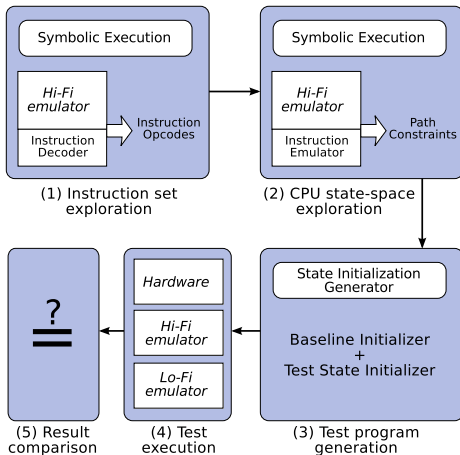 Symbolic Execution
Hi-Fi
emulator
Instruction
Decoder
Instruction
Opcodes
(1) Instruction set
exploration
Symbolic Execution
Hi-Fi
emulator
Instruction
Emulator
Path
Constraints
(2) CPU state-space
exploration
?
=
(5) Result
comparison
Hardware
Hi-Fi
emulator
Lo-Fi
emulator
(4) Test
execution
State Initialization
Generator
Baseline Initializer
+
Test State Initializer
(3) Test program
generation